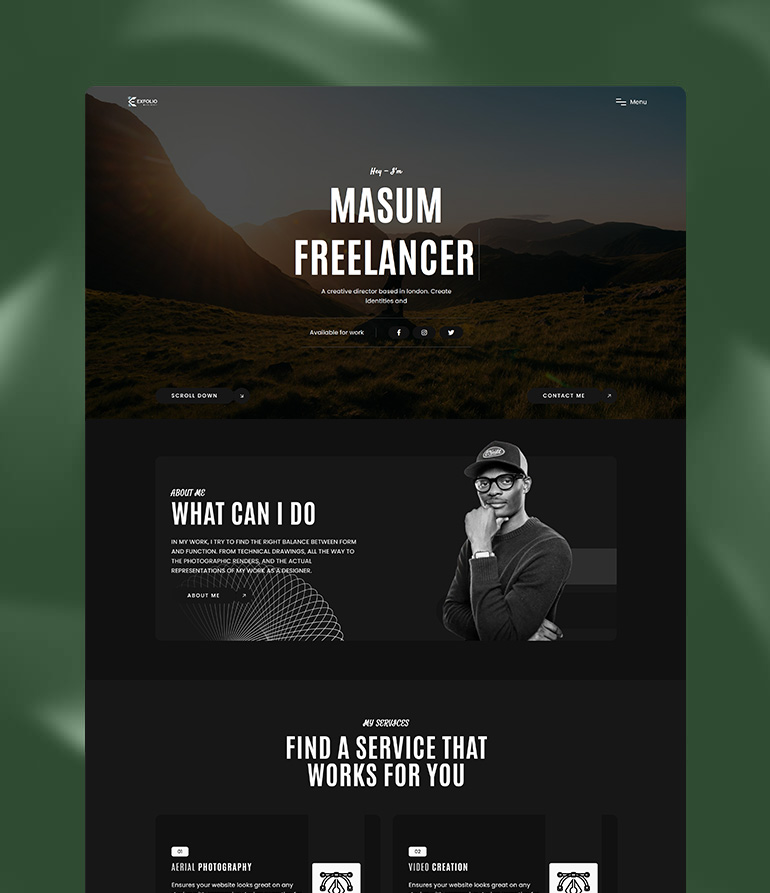 EXFOLIO
Menu
Hey - I'm
MASUM
FREELANCER
A creative director based in london. Create
Identities and
Available for work
SCROLL DOWN
CONTACT ME
ABOUT ME
WHAT CAN I DO
IN MY WORK, I TRY TO FIND THE RIGHT BALANCE BETWEEN FORM
AND FUNCTION. FROM TECHNICAL DRAWINGS, ALL THE WAY TO
THE PHOTOGRAPHIC RENDERS, AND THE ACTUAL
REPRESENTATIONS OF MY WORK AS A DESIGNER.
ABOUT ME
MY SERVICES
FIND A SERVICE THAT
WORKS FOR YOU
01
AERIAL PHOTOGRAPHY
Ensures your website looks great on any
02
VIDEO CREATION
Ensures your website looks great on any